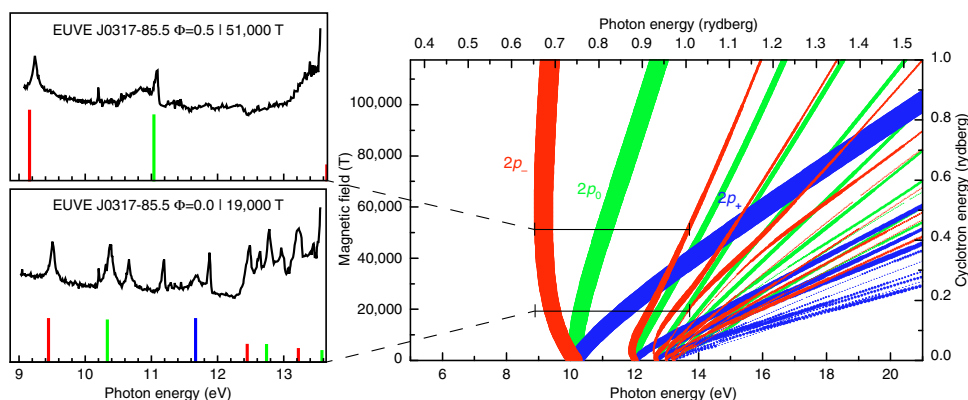 EUVE J0317-85.5 Φ=0.5 | 51,000 T
EUVE J0317-85.5 Φ=0.0 | 19,000 T
9 10 11 12 13
Photon energy (eV)
Photon energy (rydberg)
0.4 0.5 0.6 0.7 0.8 0.9 1.0 1.1 1.2 1.3 1.4 1.5
Magnetic field (T)
100,000
80,000
60,000
40,000
20,000
0
2p–
2p0
2p+
1.0
0.8
0.6
0.4
0.2
0.0
Cyclotron energy (rydberg)
6 8 10 12 14 16 18 20
Photon energy (eV)